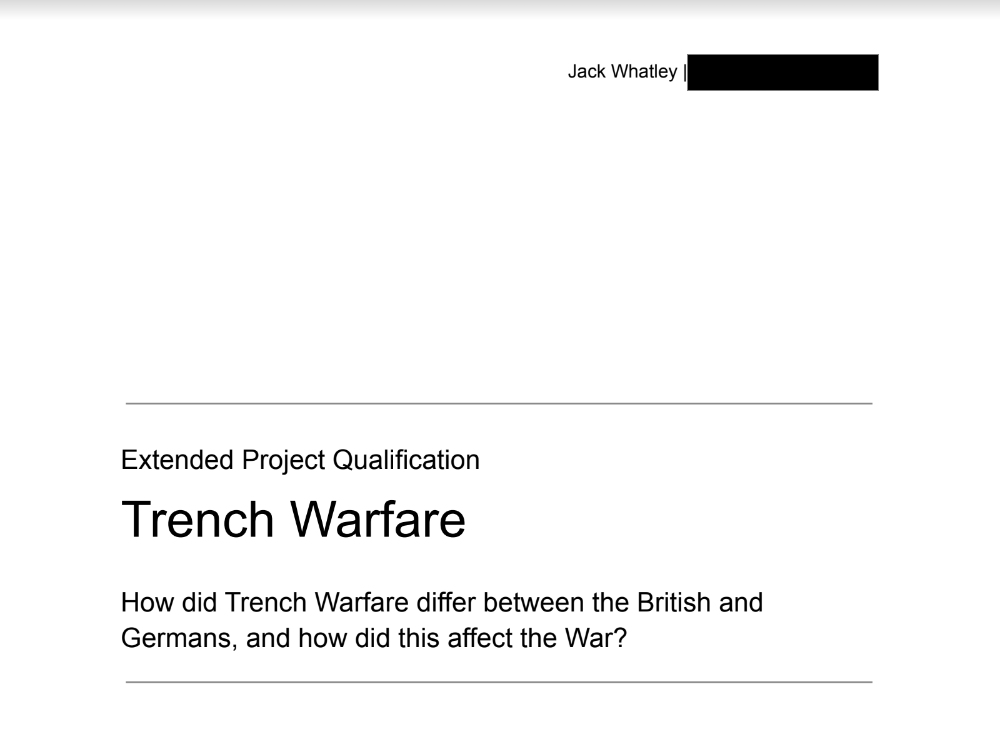 Jack Whatley |
Extended Project Qualification
Trench Warfare
How did Trench Warfare differ between the British and
Germans, and how did this affect the War?